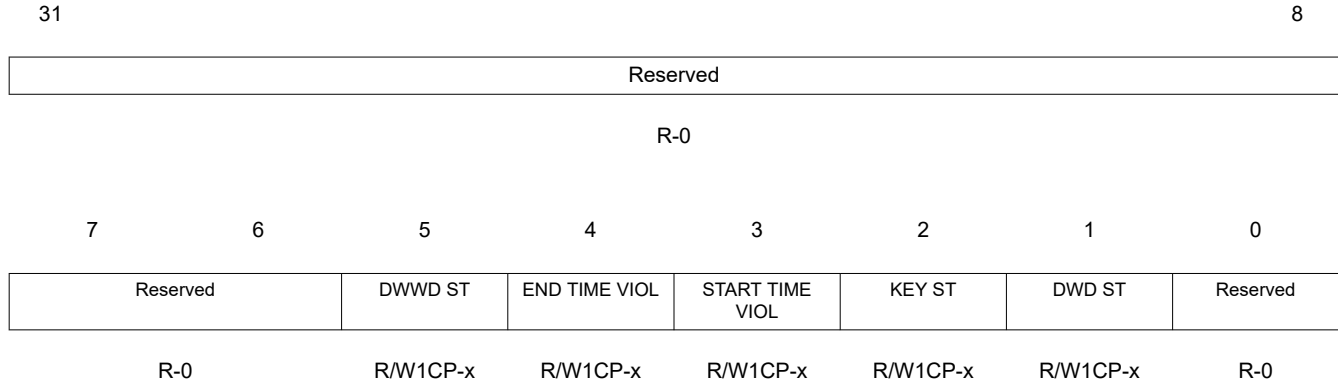 31 8
Reserved
R-0
7 6 5 4 3 2 1 0
Reserved DWWD ST END TIME VIOL START TIME VIOL KEY ST DWD ST Reserved
R-0 R/W1CP-x R/W1CP-x R/W1CP-x R/W1CP-x R/W1CP-x R-0